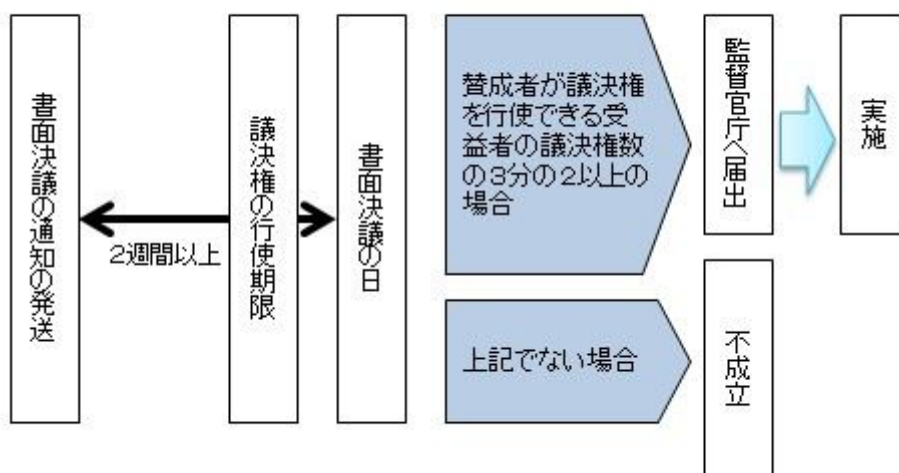 書面決議の通知の発送
2週間以上
議決権の行使期限
書面決議の日
賛成者が議決権
を行使できる受
益者の議決権数
の3分の2以上の
場合
監督官庁へ届出
実施
上記でない場合
不成立